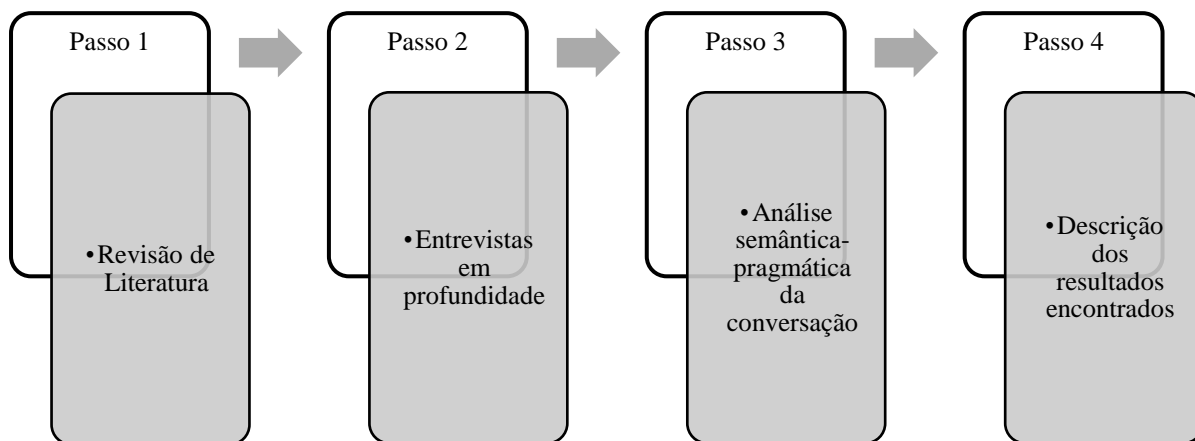 Passo 1
•Revisão de
Literatura
Passo 2
•Entrevistas
em
profundidade
Passo 3
•Análise
semântica-
pragmática
da
conversação
Passo 4
•Descrição
dos
resultados
encontrados